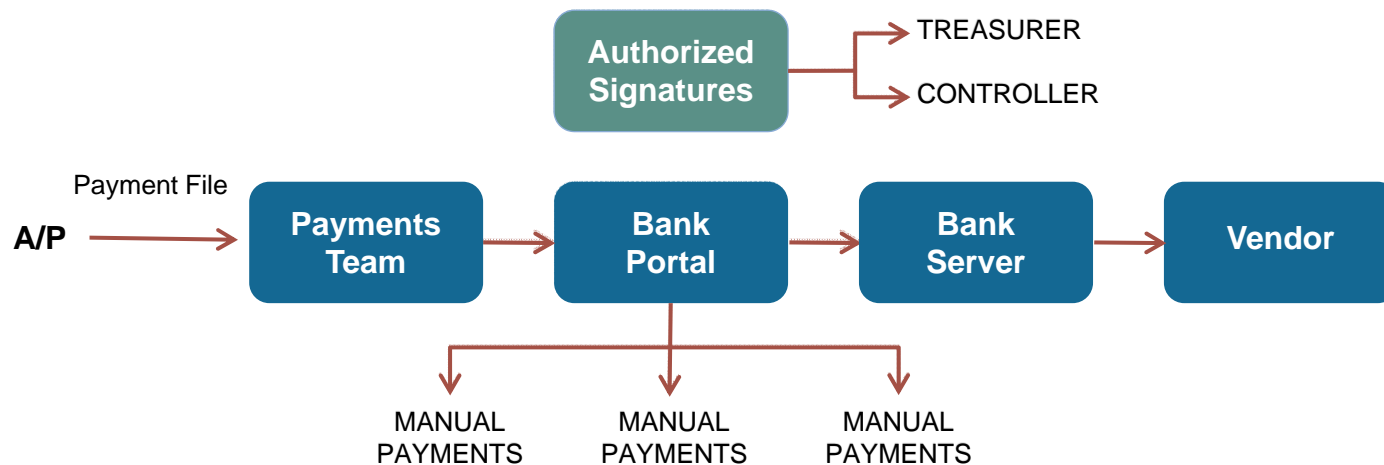 Authorized
Signatures
TREASURER
CONTROLLER
Payment File
A/P
Payments
Team
Bank
Portal
Bank
Server
Vendor
MANUAL
PAYMENTS
MANUAL
PAYMENTS
MANUAL
PAYMENTS